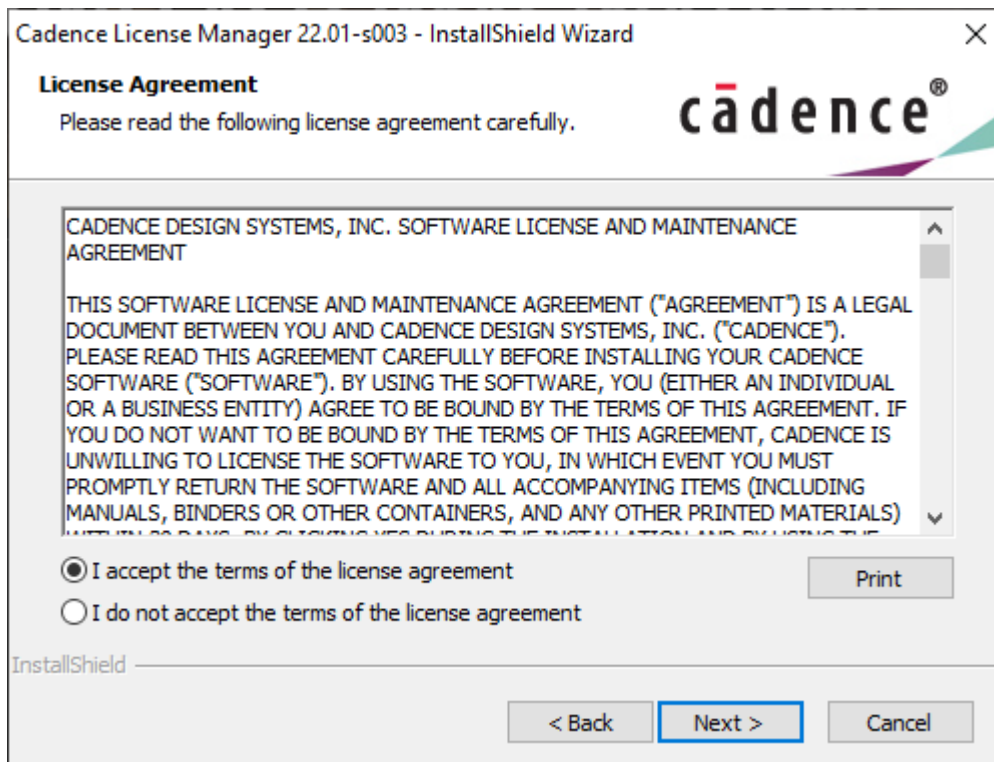 Cadence License Manager 22.01-s003 - InstallShield Wizard
License Agreement
Please read the following license agreement carefully.
cādence®
CADENCE DESIGN SYSTEMS, INC. SOFTWARE LICENSE AND MAINTENANCE
AGREEMENT
THIS SOFTWARE LICENSE AND MAINTENANCE AGREEMENT ("AGREEMENT") IS A LEGAL
DOCUMENT BETWEEN YOU AND CADENCE DESIGN SYSTEMS, INC. ("CADENCE").
PLEASE READ THIS AGREEMENT CAREFULLY BEFORE INSTALLING YOUR CADENCE
SOFTWARE ("SOFTWARE"). BY USING THE SOFTWARE, YOU (EITHER AN INDIVIDUAL
OR A BUSINESS ENTITY) AGREE TO BE BOUND BY THE TERMS OF THIS AGREEMENT. IF
YOU DO NOT WANT TO BE BOUND BY THE TERMS OF THIS AGREEMENT, CADENCE IS
UNWILLING TO LICENSE THE SOFTWARE TO YOU, IN WHICH EVENT YOU MUST
PROMPTLY RETURN THE SOFTWARE AND ALL ACCOMPANYING ITEMS (INCLUDING
MANUALS, BINDERS OR OTHER CONTAINERS, AND ANY OTHER PRINTED MATERIALS)
I accept the terms of the license agreement
Print
I do not accept the terms of the license agreement
InstallShield
< Back
Next >
Cancel